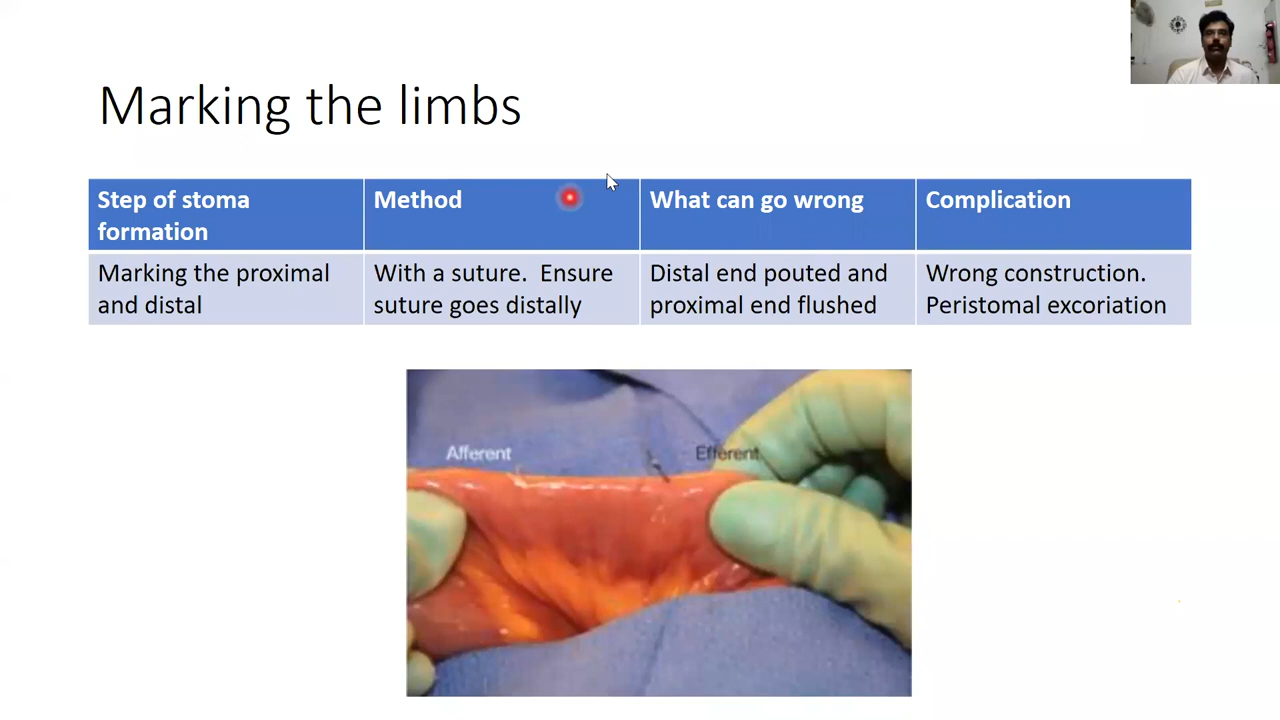 Marking the limbs
Step of stoma
formation
Method
What can go wrong
Complication
Marking the proximal
and distal
With a suture. Ensure
suture goes distally
Distal end pouted and
proximal end flushed
Wrong construction.
Peristomal excoriation
Afferent
Efferent